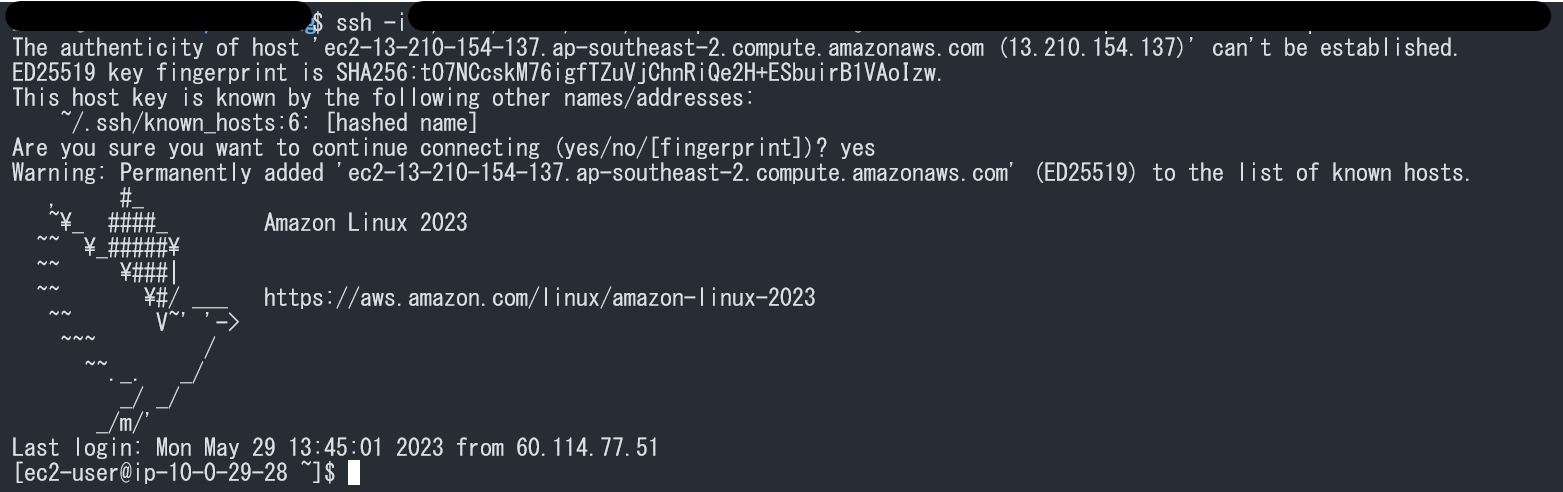 $ ssh -i
The authenticity of host 'ec2-13-210-154-137.ap-southeast-2.compute.amazonaws.com (13.210.154.137)' can't be established.
ED25519 key fingerprint is SHA256:tO7NCcskM76igfTZuVjChnRiQe2H+ESbuirB1VAoIzw.
This host key is known by the following other names/addresses:
    ~/.ssh/known_hosts:6: [hashed name]
Are you sure you want to continue connecting (yes/no/[fingerprint])? yes
Warning: Permanently added 'ec2-13-210-154-137.ap-southeast-2.compute.amazonaws.com' (ED25519) to the list of known hosts.
   ,     #_
   ~¥_  ####_        Amazon Linux 2023
  ~~  ¥_#####¥
  ~~     ¥###|
  ~~       ¥#/ ___   https://aws.amazon.com/linux/amazon-linux-2023
   ~~       V~' '->
    ~~~         /
      ~~._.   _/
         _/ _/
       _/m/'
Last login: Mon May 29 13:45:01 2023 from 60.114.77.51
[ec2-user@ip-10-0-29-28 ~]$